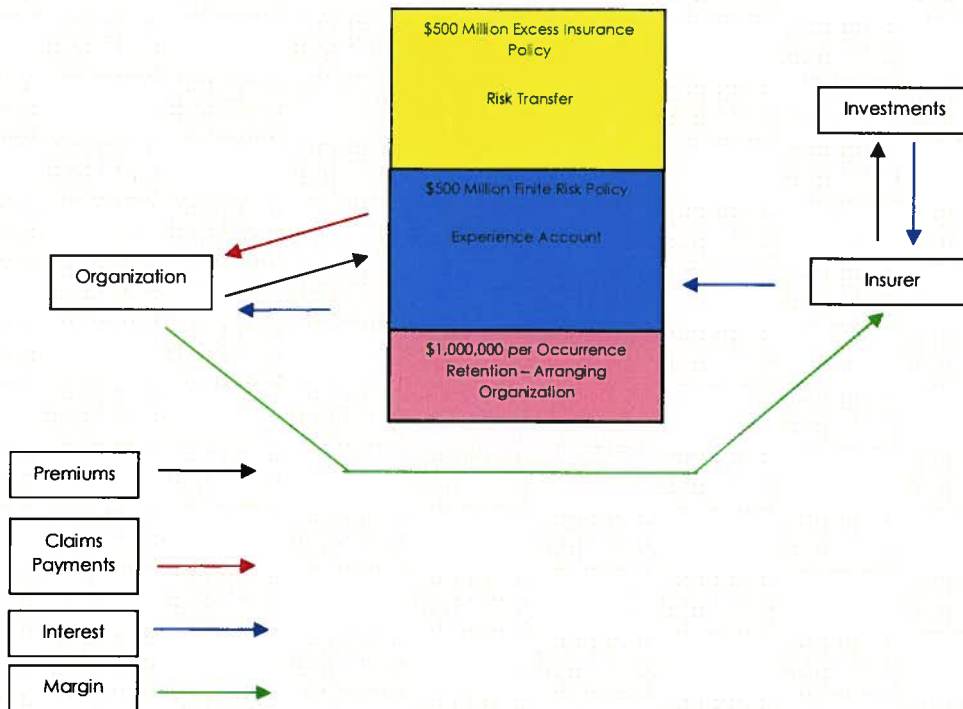 $500 Million Excess Insurance
Policy
Risk Transfer
Investments
$500 Million Finite Risk Policy
Experience Account
Organization
Insurer
$1,000,000 per Occurrence
Retention – Arranging
Organization
Premiums
Claims
Payments
Interest
Margin